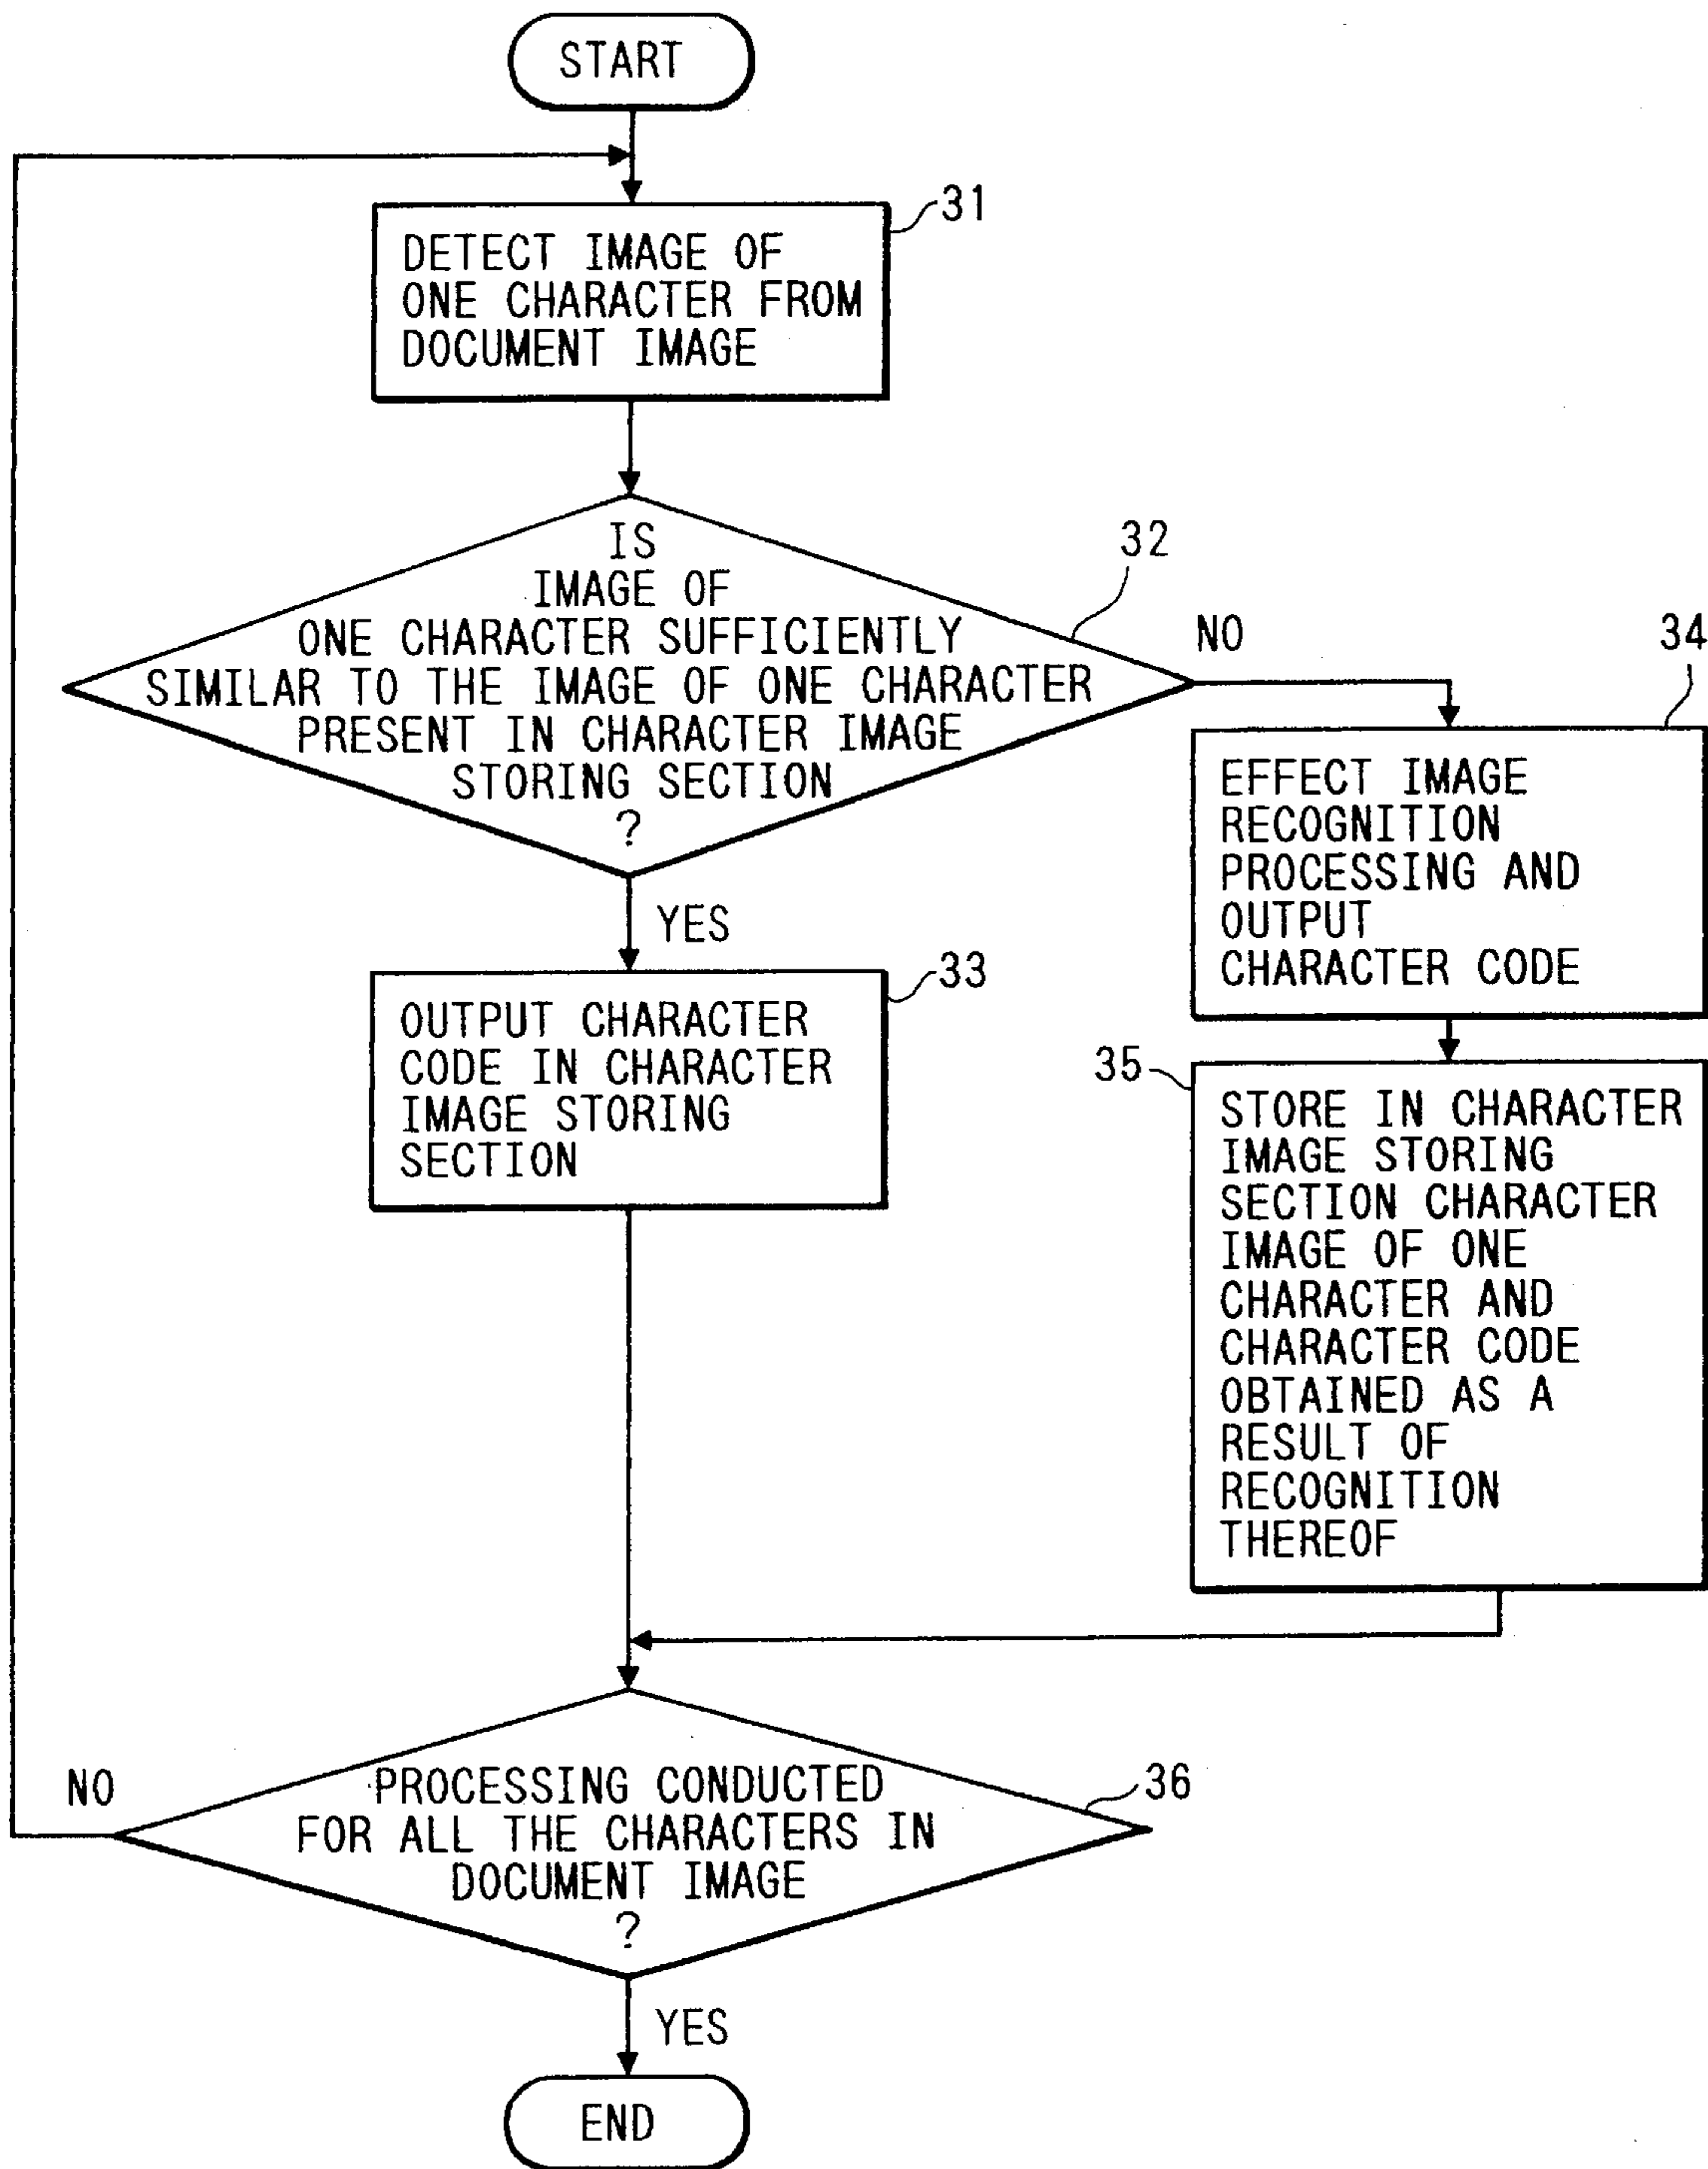 START
31
DETECT IMAGE OF
ONE CHARACTER FROM
DOCUMENT IMAGE
32
IS
IMAGE OF
ONE CHARACTER SUFFICIENTLY
SIMILAR TO THE IMAGE OF ONE CHARACTER
PRESENT IN CHARACTER IMAGE
STORING SECTION
?
NO
YES
34
EFFECT IMAGE
RECOGNITION
PROCESSING AND
OUTPUT
CHARACTER CODE
33
OUTPUT CHARACTER
CODE IN CHARACTER
IMAGE STORING
SECTION
35
STORE IN CHARACTER
IMAGE STORING
SECTION CHARACTER
IMAGE OF ONE
CHARACTER AND
CHARACTER CODE
OBTAINED AS A
RESULT OF
RECOGNITION
THEREOF
36
PROCESSING CONDUCTED
FOR ALL THE CHARACTERS IN
DOCUMENT IMAGE
?
NO
YES
END